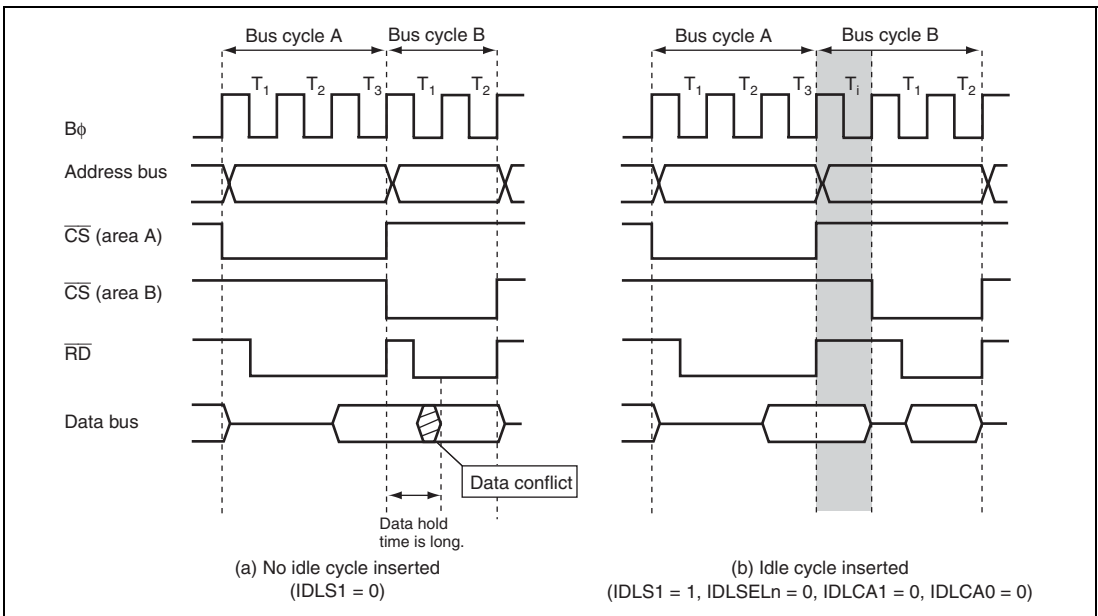 Bus cycle A Bus cycle B
T1 T2 T3 T1 T2
Bϕ
Address bus
CS (area A)
CS (area B)
RD
Data bus
Data conflict
Data hold
time is long.
(a) No idle cycle inserted
(IDLS1 = 0)
Bus cycle A Bus cycle B
T1 T2 T3 Ti T1 T2
(b) Idle cycle inserted
(IDLS1 = 1, IDLSELn = 0, IDLCA1 = 0, IDLCA0 = 0)